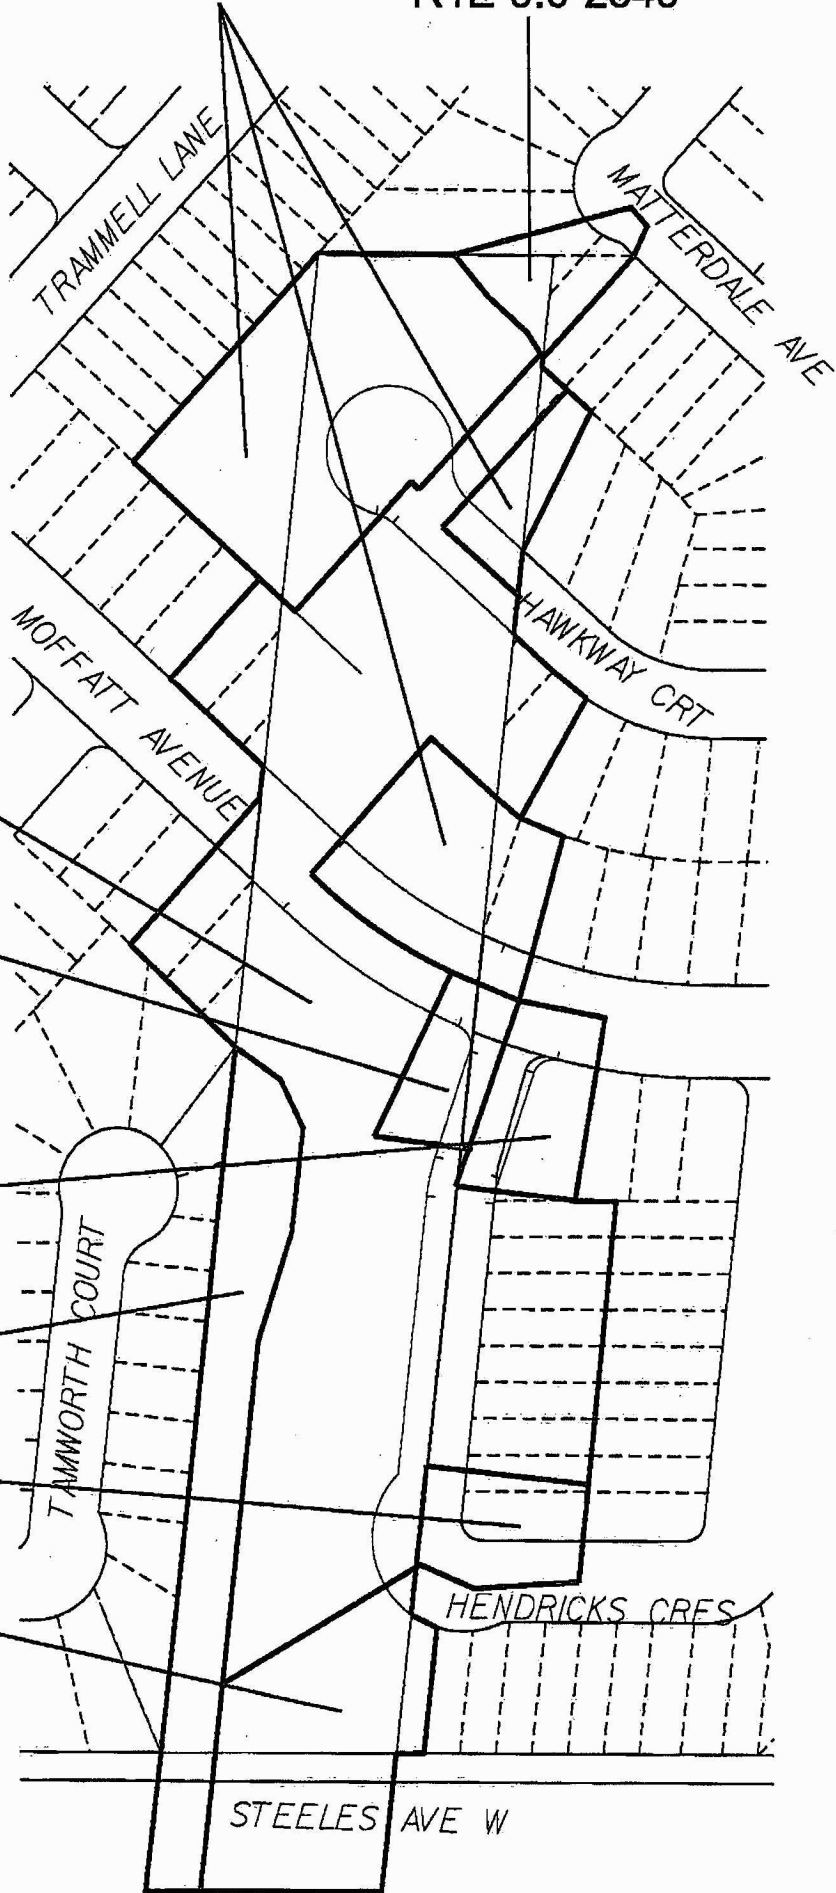 TRAMMELL LANE
MATTERDALE AVE
MOFFATT AVENUE
HAWKWAY CRT
TAMWORTH COURT
HENDRICKS CRES
STEELES AVE W